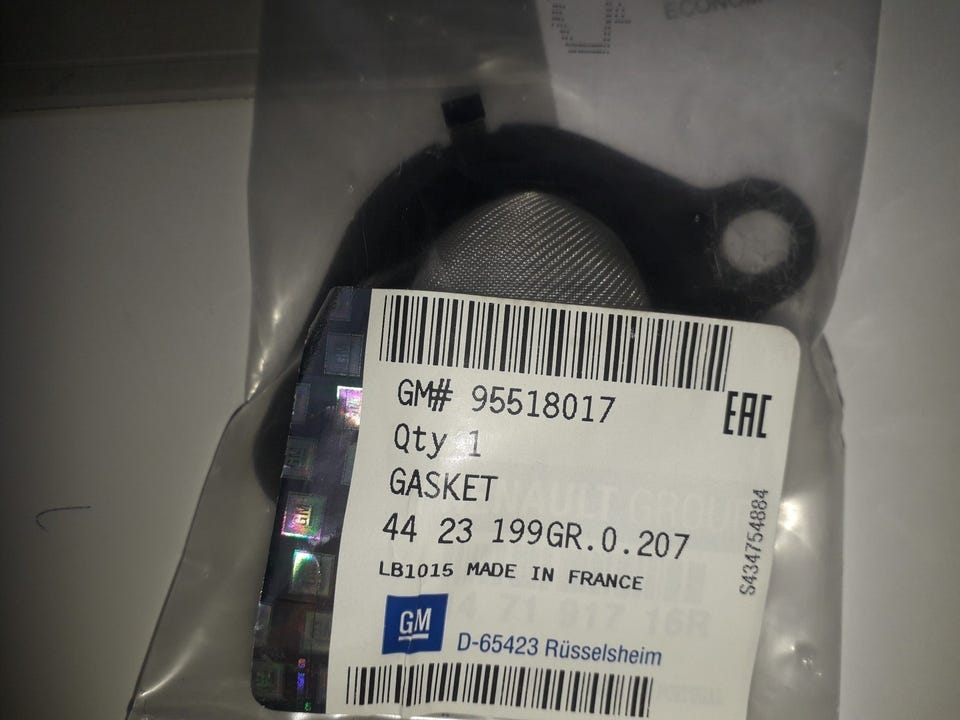 GM# 95518017
EAC
Qty 1
GASKET
44 23 199GR.0.207
LB1015 MADE IN FRANCE
S434754884
GM
D-65423 Rüsselsheim